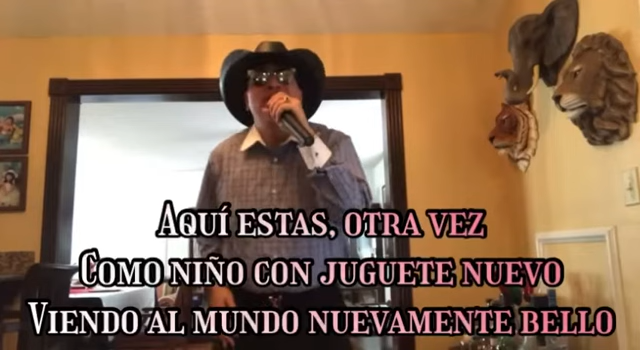 Aquí estas, otra vez
Como niño con juguete nuevo
Viendo al mundo nuevamente bello